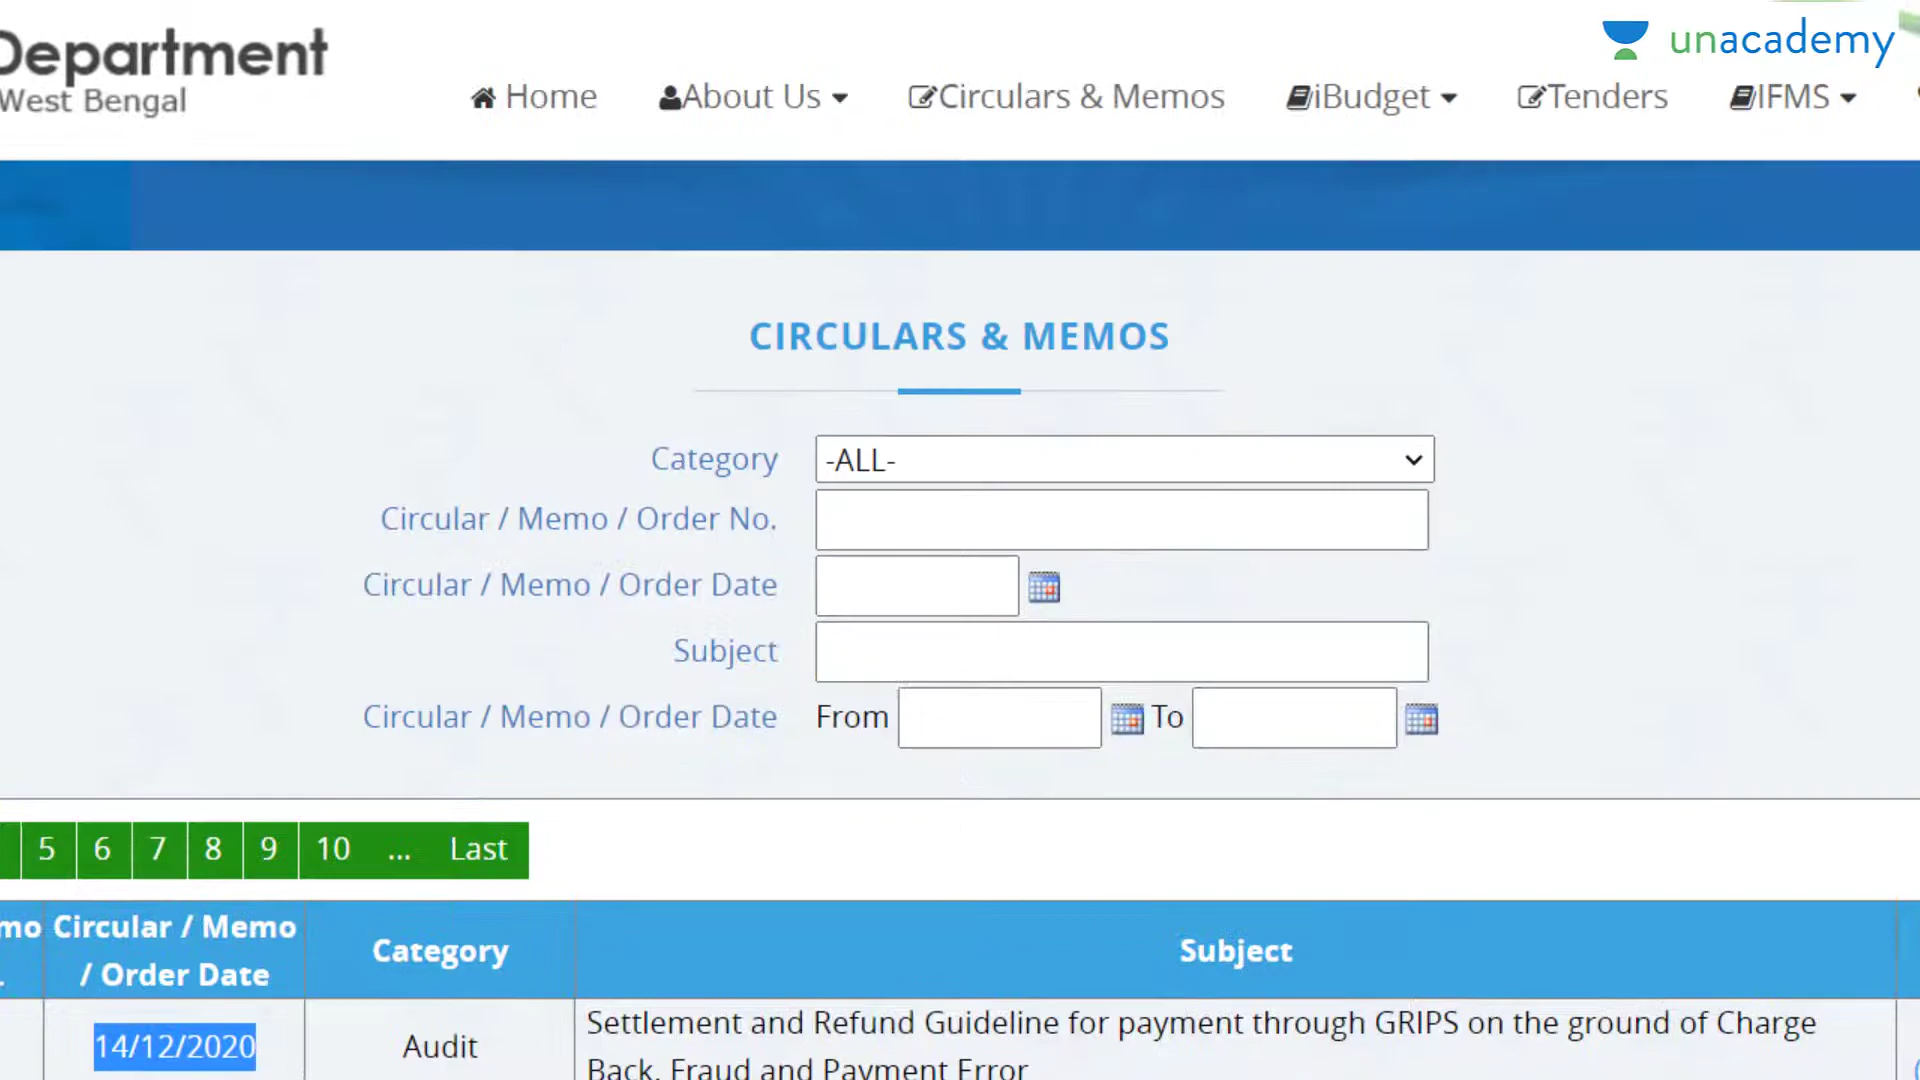 Department
West Bengal
unacademy
Home
About Us
Circulars & Memos
iBudget
Tenders
IFMS
CIRCULARS & MEMOS
Category -ALL-
Circular / Memo / Order No.
Circular / Memo / Order Date
Subject
Circular / Memo / Order Date From To
5 6 7 8 9 10 ... Last
mo Circular / Memo
/ Order Date
Category
Subject
14/12/2020
Audit
Settlement and Refund Guideline for payment through GRIPS on the ground of Charge
Back, Fraud and Payment Error